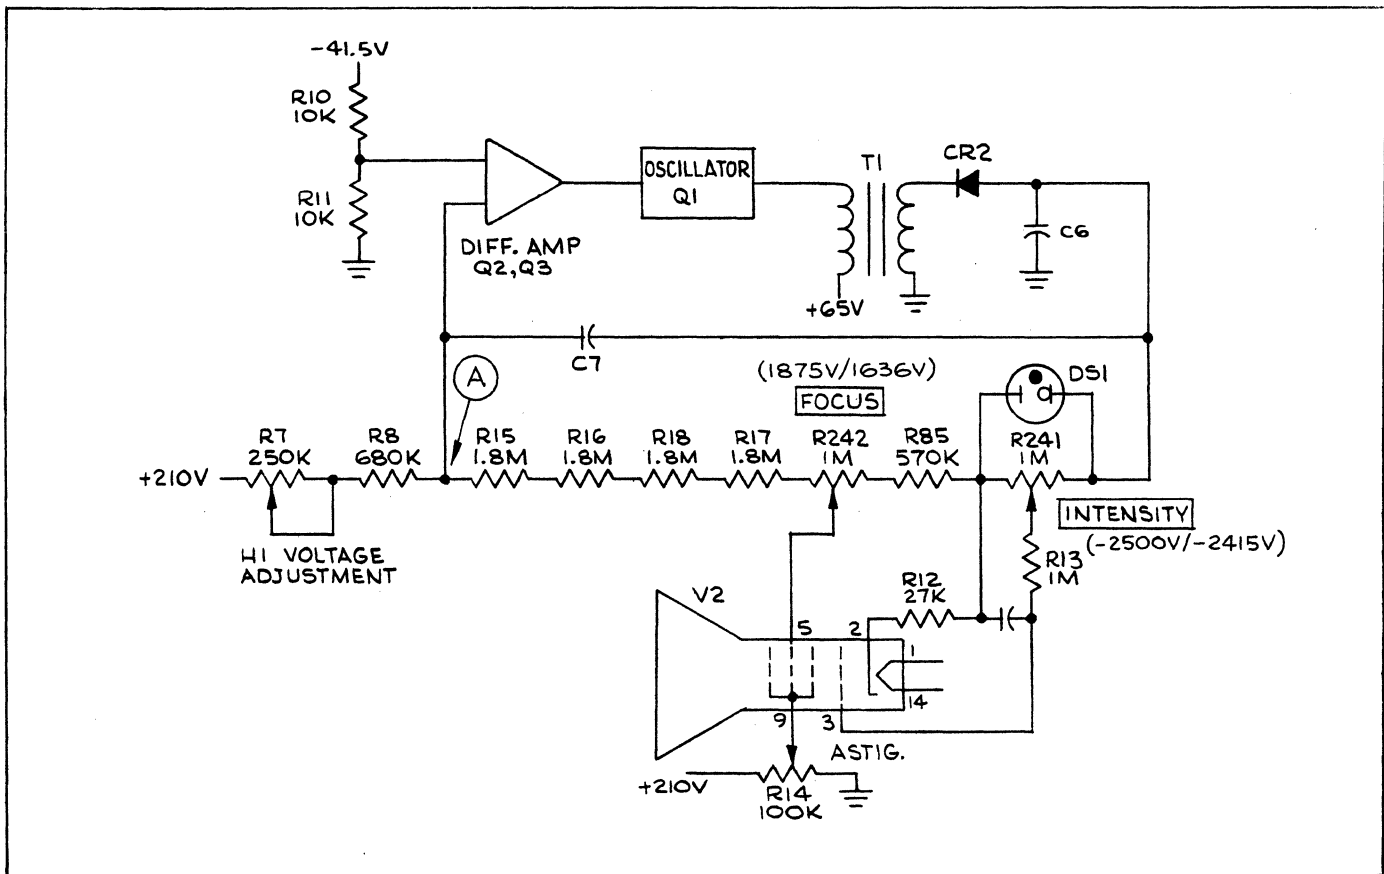 -41.5V
R10
10K
R11
10K
DIFF. AMP
Q2,Q3
OSCILLATOR
Q1
T1
+65V
CR2
C6
C7
A
(1875V/1636V)
FOCUS
DS1
+210V
R7
250K
R8
680K
R15
1.8M
R16
1.8M
R18
1.8M
R17
1.8M
R242
1M
R85
570K
R241
1M
HI VOLTAGE
ADJUSTMENT
INTENSITY
(-2500V/-2415V)
R13
1M
R12
27K
V2
5
2
1
14
9
3
ASTIG.
+210V
R14
100K